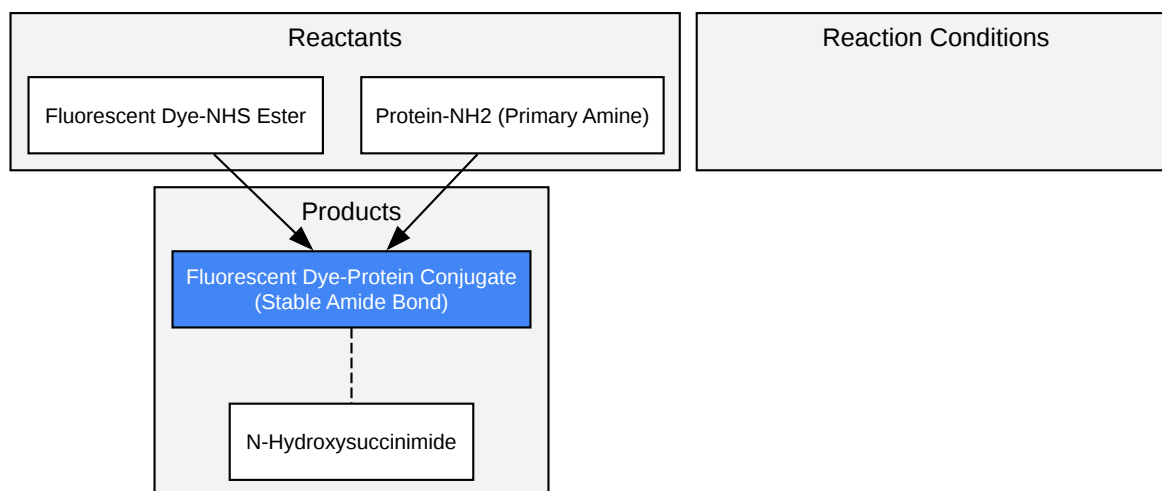 Reactants
Reaction Conditions
Fluorescent Dye-NHS Ester
Protein-NH2 (Primary Amine)
Products
Fluorescent Dye-Protein Conjugate
(Stable Amide Bond)
N-Hydroxysuccinimide